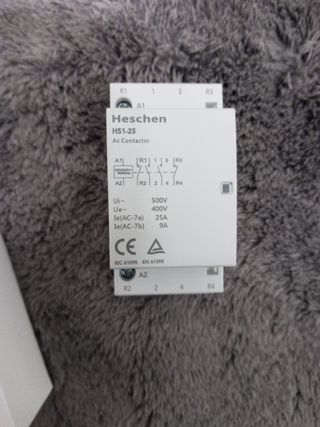 R1 1 3 R3
A1
Heschen
HS1-25
Ac Contactor
A1 R1 1 3 R3
A2 R2 2 4 R4
Ui~ 500V
Ue~ 400V
Ie(AC-7a) 25A
Ie(AC-7b) 9A
CE
IEC 61095 EN 61095
A2
R2 2 4 R4